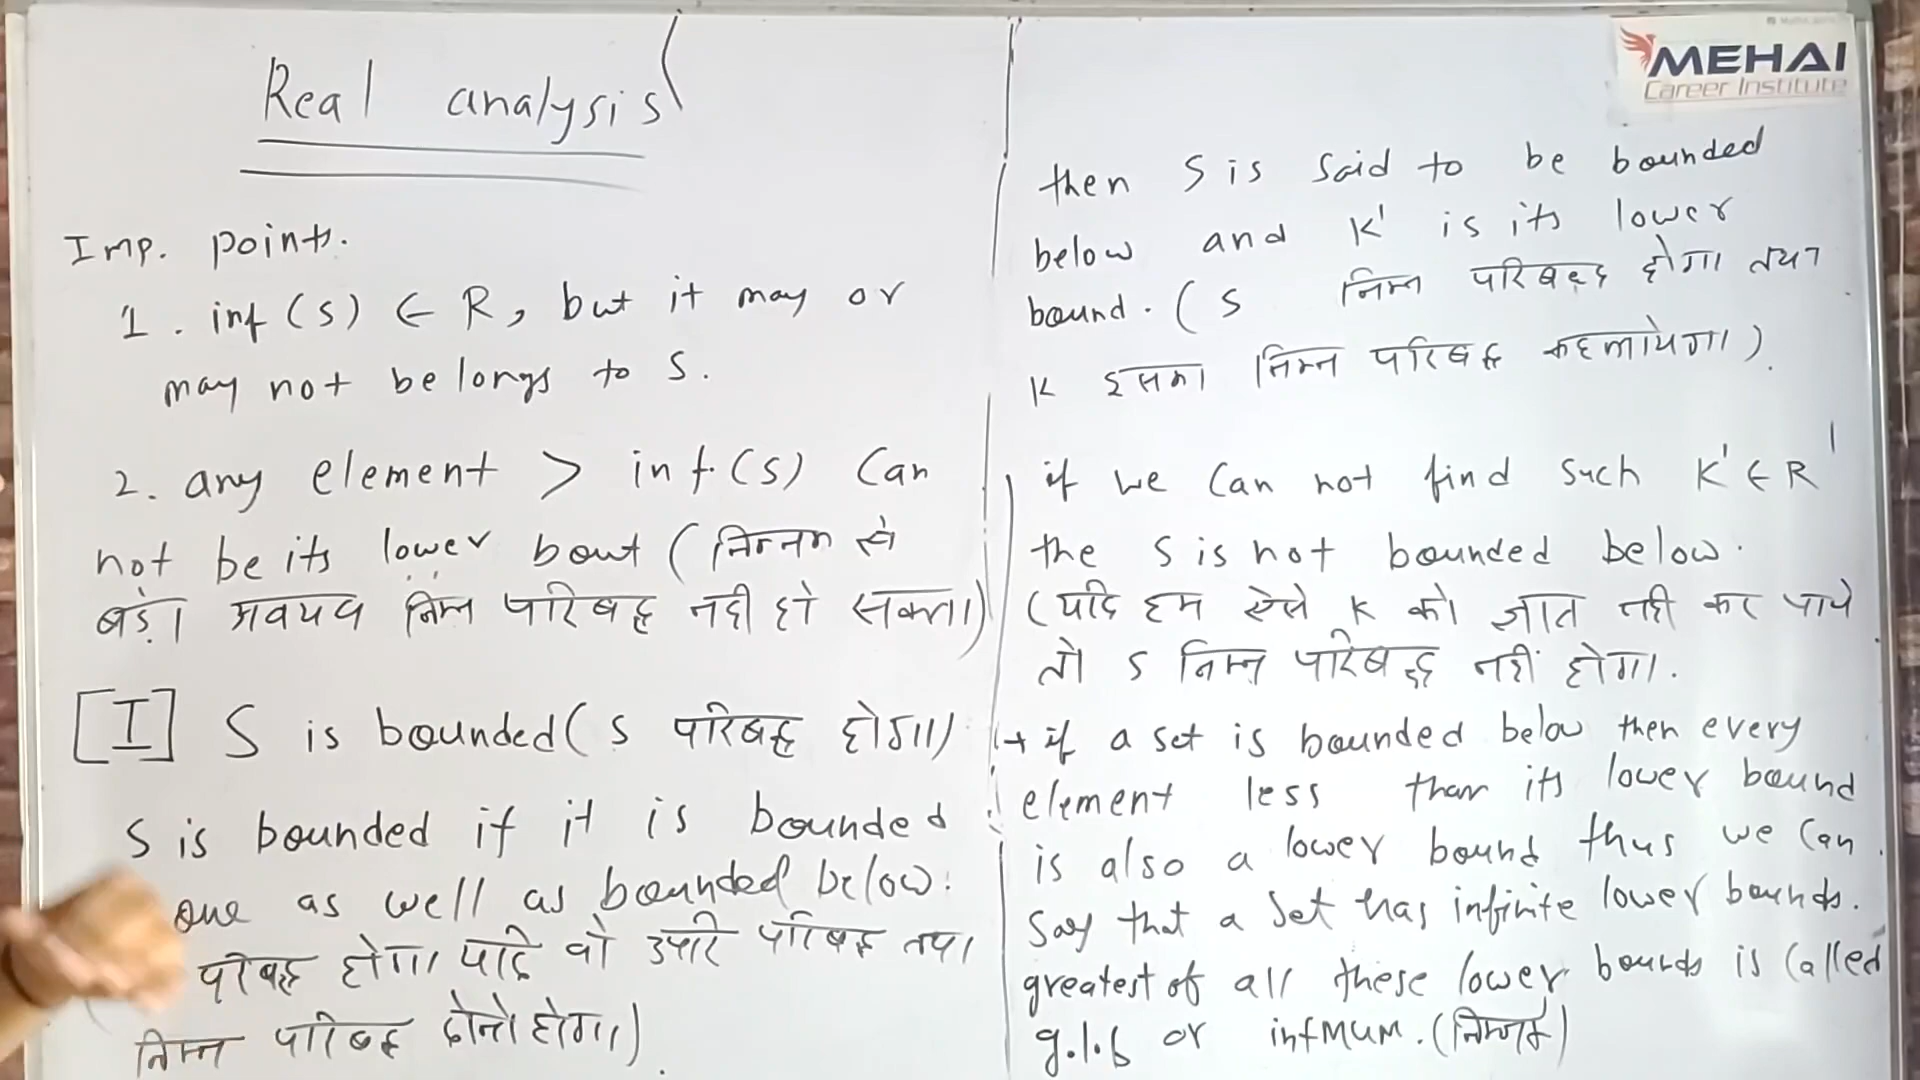 Real analysis
Imp. points.
1. inf (S) ∈ R, but it may or
may not belongs to S.
2. any element > inf.(S) Can
not be its lower bout (निम्नक से
बड़ा अवयव निम्न परिबद्ध नही हो सकता)
[I] S is bounded (S परिबद्ध होगा)
S is bounded if it is bounded
one as well as bounded below.
परिबद्ध होगा यदि वो उपरि परिबद्ध तथा
निम्न परिबद्ध दोनो होगा)
MEHAI
Career Institute
then S is said to be bounded
below and K' is its lower
bound. (S निम्न परिबद्ध होगा तथा
K इसका निम्न परिबद्ध कहलायेगा).
if we Can not find such K' ∈ R
the S is not bounded below.
(यदि हम ऐसे K को ज्ञात नही कर पाये
तो S निम्न परिबद्ध नहीं होगा.
→ if a set is bounded below then every
element less than its lower bound
is also a lower bound thus we Can
Say that a Set has infinite lower bounds.
greatest of all these lower bounds is Called
g.l.b or infmum. (निम्नक)